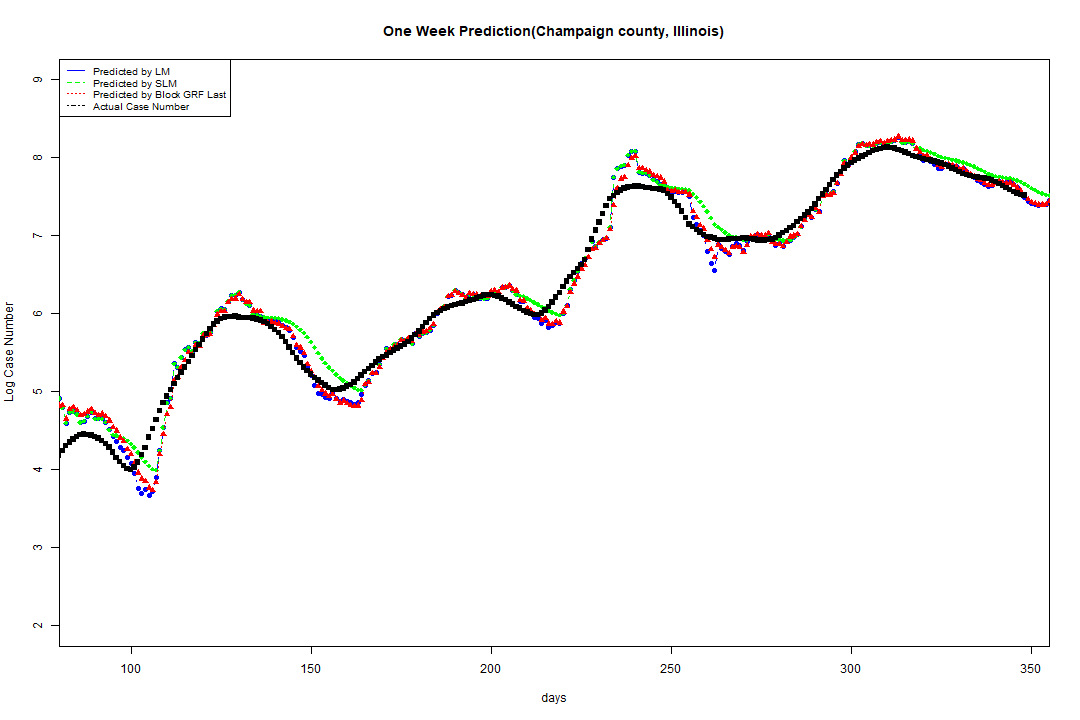 One Week Prediction(Champaign county, Illinois)
Predicted by LM
Predicted by SLM
Predicted by Block GRF Last
Actual Case Number
9
8
7
6
5
4
3
2
Log Case Number
100 150 200 250 300 350
days